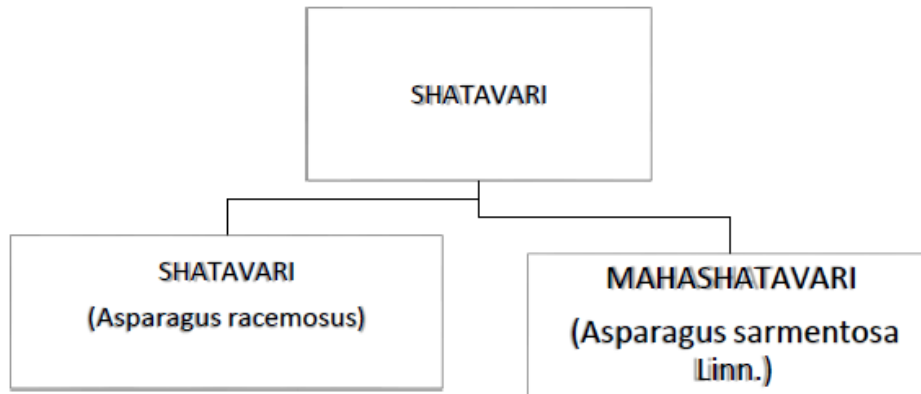 SHATAVARI
SHATAVARI
(Asparagus racemosus)
MAHASHATAVARI
(Asparagus sarmentosa
Linn.)